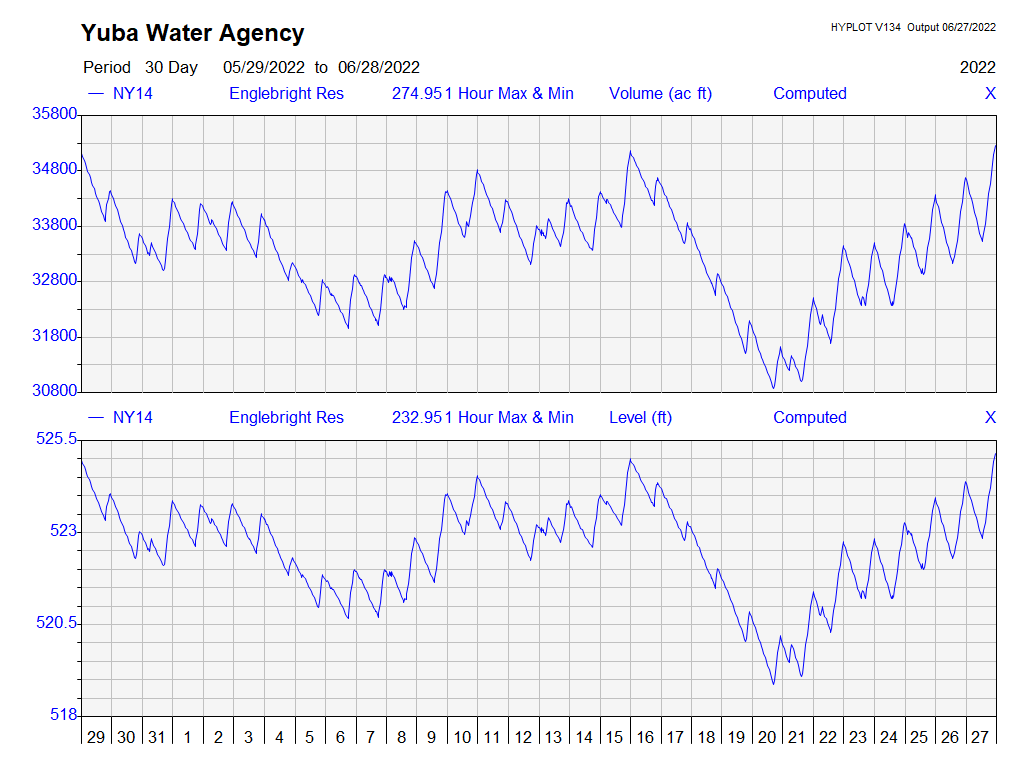 Yuba Water Agency
HYPLOT V134 Output 06/27/2022
Period 30 Day 05/29/2022 to 06/28/2022 2022
— NY14 Englebright Res 274.951 Hour Max & Min Volume (ac ft) Computed X
35800
34800
33800
32800
31800
30800
— NY14 Englebright Res 232.951 Hour Max & Min Level (ft) Computed X
525.5
523
520.5
518
29 30 31 1 2 3 4 5 6 7 8 9 10 11 12 13 14 15 16 17 18 19 20 21 22 23 24 25 26 27